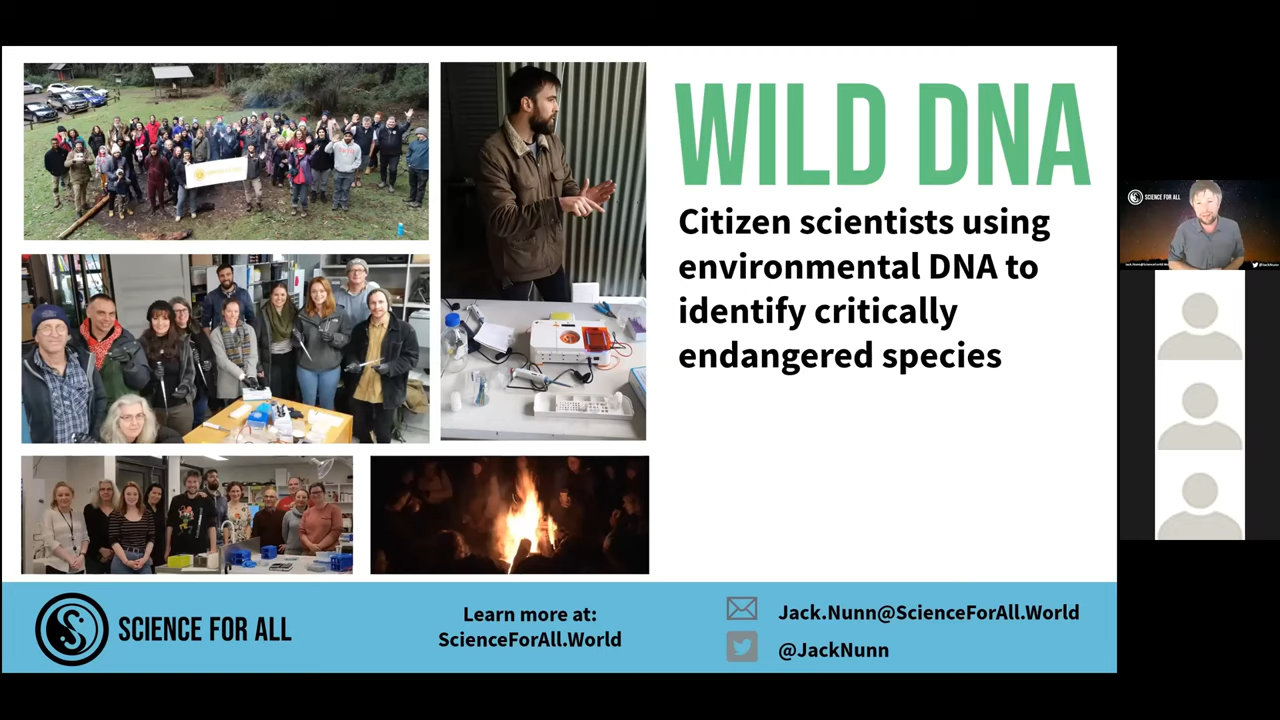 WILD DNA
Citizen scientists using
environmental DNA to
identify critically
endangered species
SCIENCE FOR ALL
Learn more at:
ScienceForAll.World
Jack.Nunn@ScienceForAll.World
@JackNunn
SCIENCE FOR ALL
@JackNunn